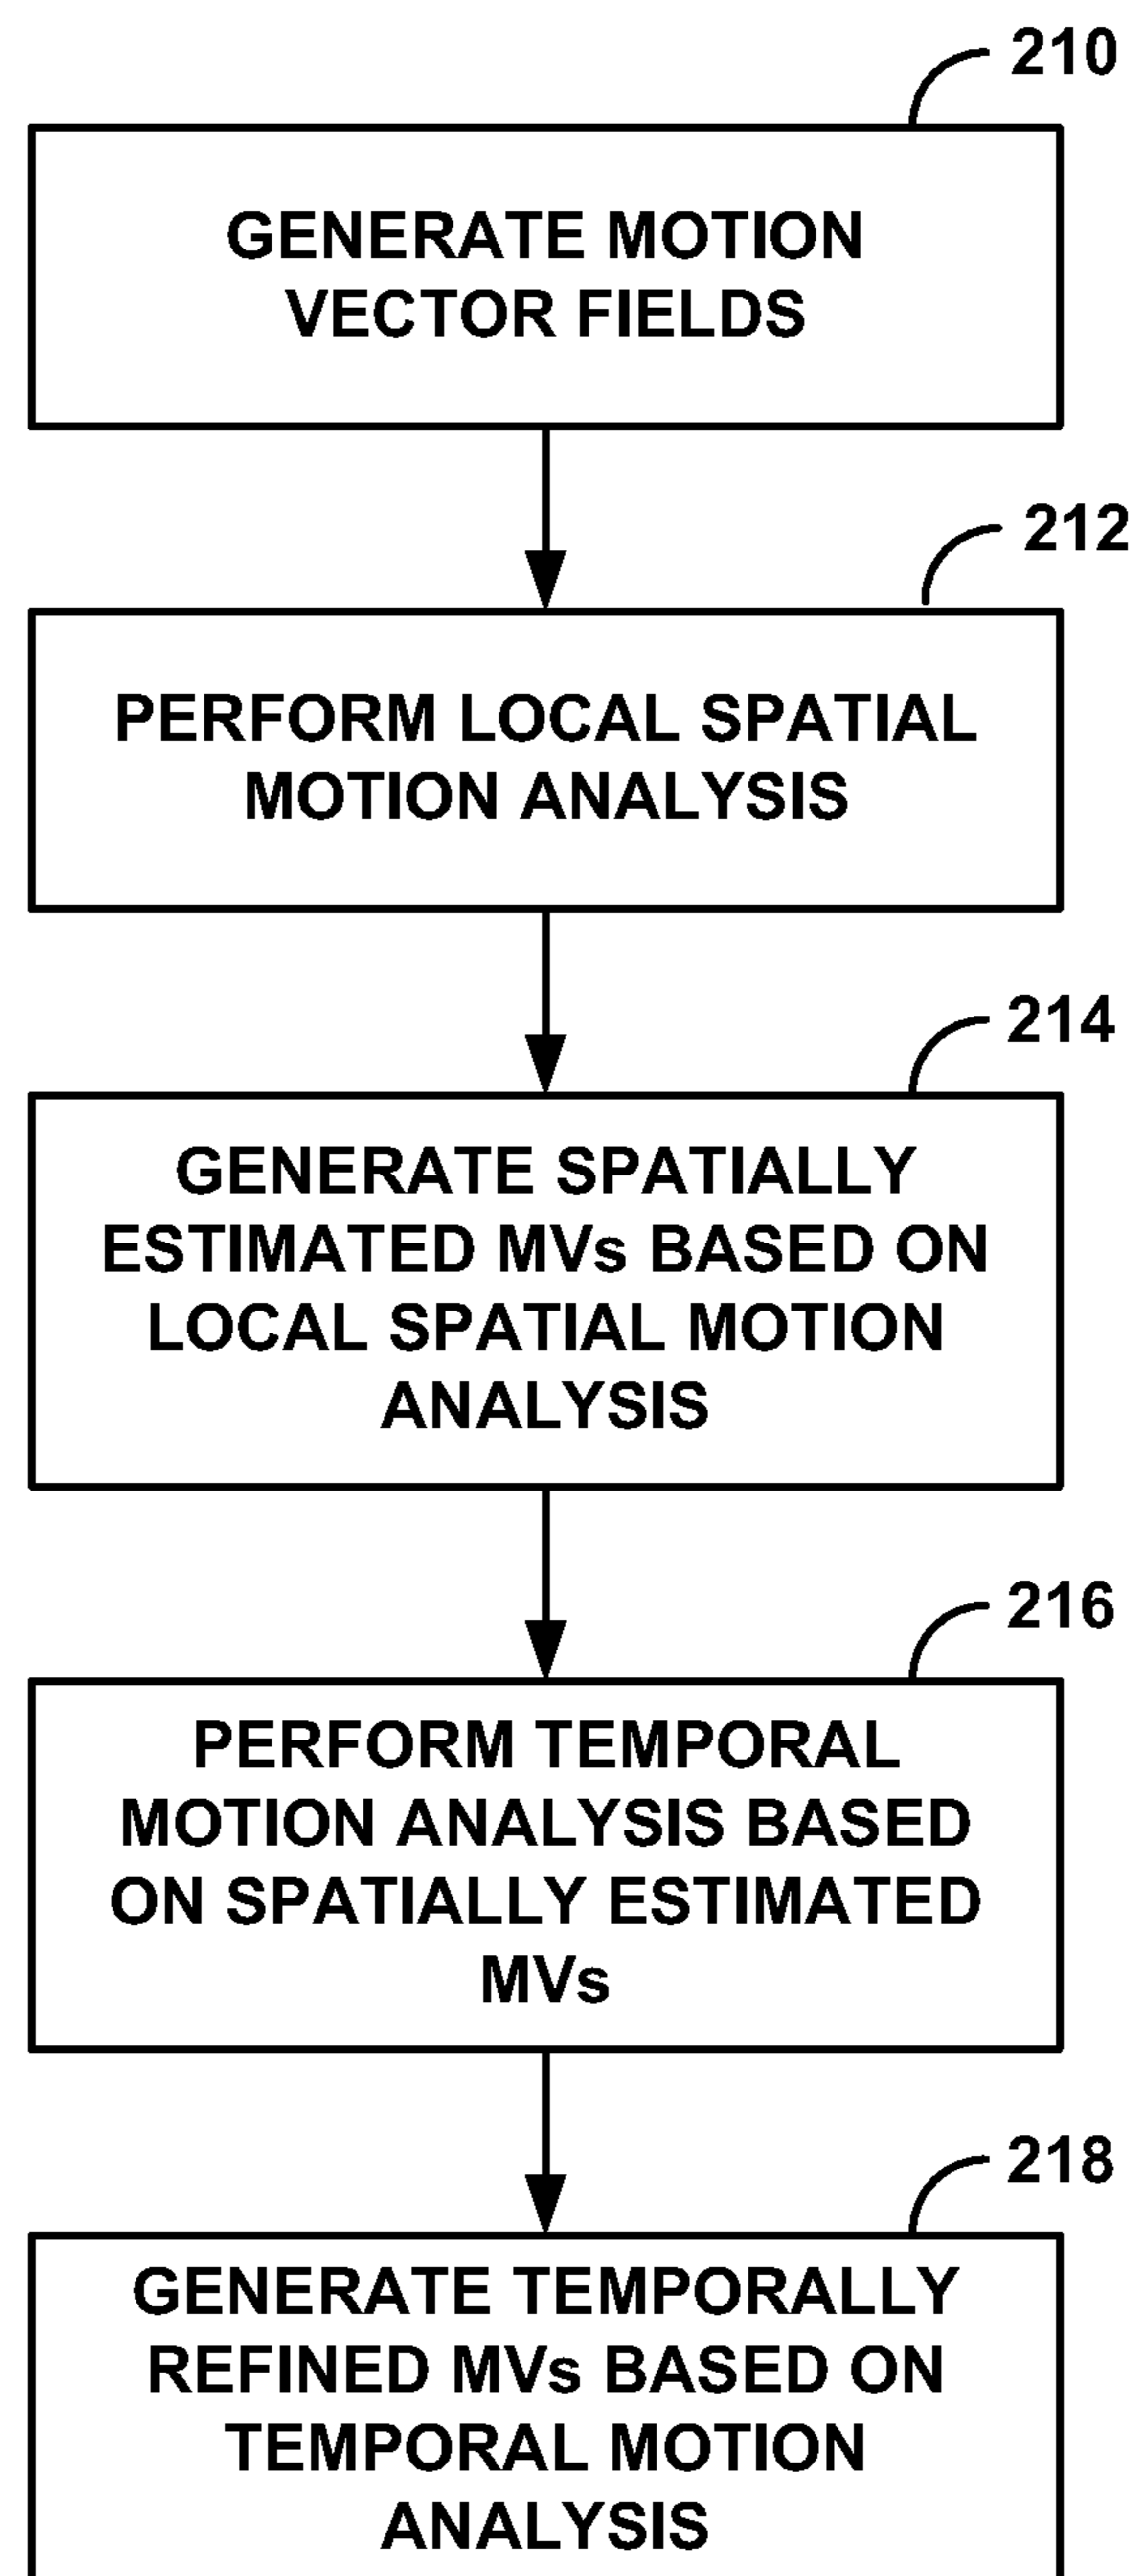 210
GENERATE MOTION
VECTOR FIELDS
212
PERFORM LOCAL SPATIAL
MOTION ANALYSIS
214
GENERATE SPATIALLY
ESTIMATED MVs BASED ON
LOCAL SPATIAL MOTION
ANALYSIS
216
PERFORM TEMPORAL
MOTION ANALYSIS BASED
ON SPATIALLY ESTIMATED
MVs
218
GENERATE TEMPORALLY
REFINED MVs BASED ON
TEMPORAL MOTION
ANALYSIS